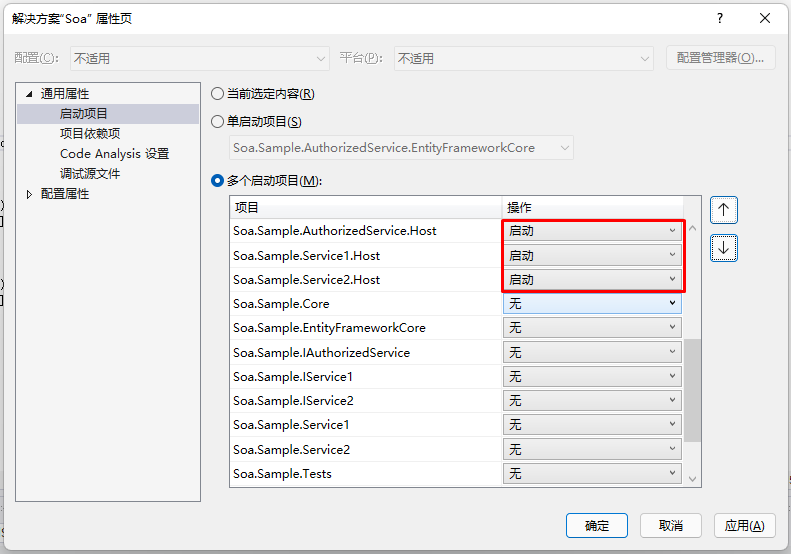 解决方案"Soa" 属性页
?
配置(C): 不适用 平台(P): 不适用 配置管理器(O)...
通用属性
启动项目
项目依赖项
Code Analysis 设置
调试源文件
配置属性
当前选定内容(R)
单启动项目(S)
Soa.Sample.AuthorizedService.EntityFrameworkCore
多个启动项目(M):
项目 操作
Soa.Sample.AuthorizedService.Host 启动
Soa.Sample.Service1.Host 启动
Soa.Sample.Service2.Host 启动
Soa.Sample.Core 无
Soa.Sample.EntityFrameworkCore 无
Soa.Sample.IAuthorizedService 无
Soa.Sample.IService1 无
Soa.Sample.IService2 无
Soa.Sample.Service1 无
Soa.Sample.Service2 无
Soa.Sample.Tests 无
确定 取消 应用(A)